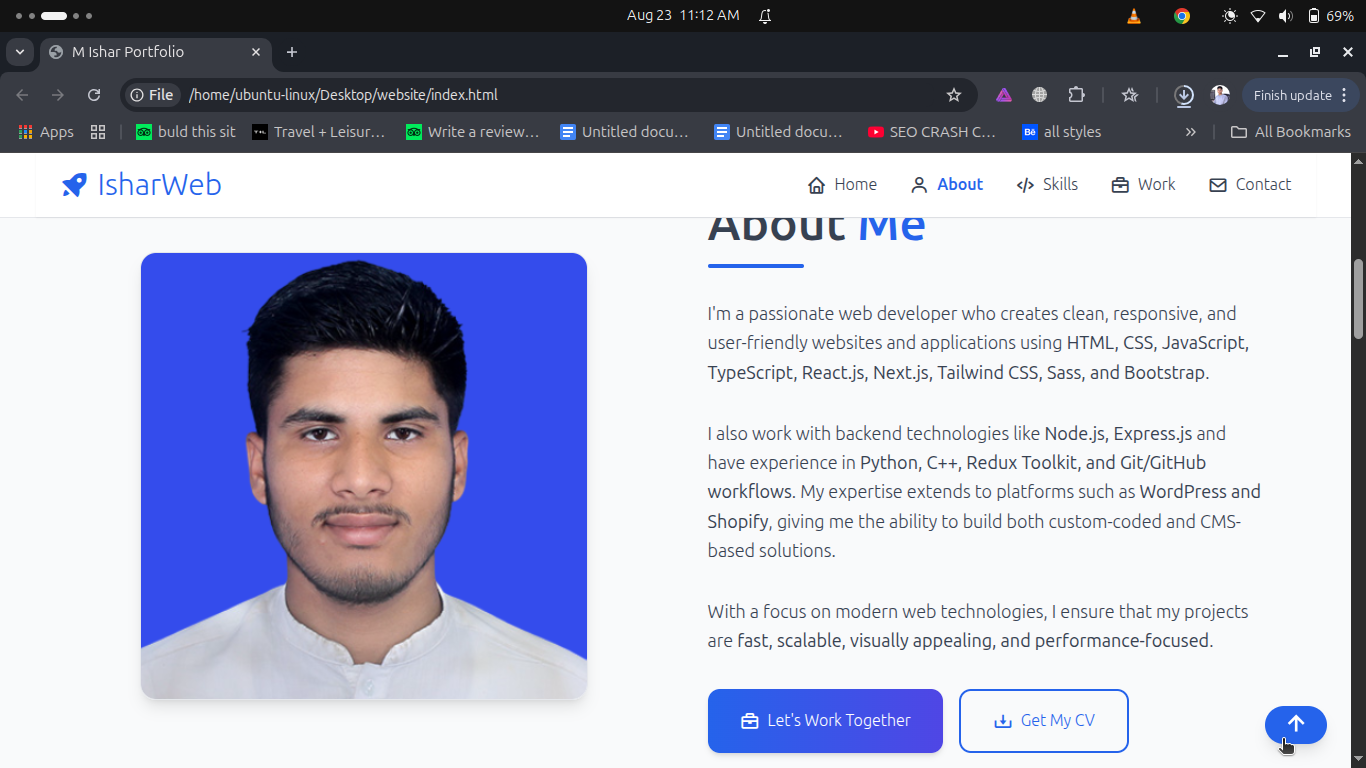 Aug 23 11:12 AM
69%
M Ishar Portfolio
File /home/ubuntu-linux/Desktop/website/index.html
Finish update
Apps
buld this sit
Travel + Leisur…
Write a review…
Untitled docu…
Untitled docu…
SEO CRASH C…
Bē all styles
All Bookmarks
IsharWeb
Home
About
Skills
Work
Contact
About Me
I'm a passionate web developer who creates clean, responsive, and
user-friendly websites and applications using HTML, CSS, JavaScript,
TypeScript, React.js, Next.js, Tailwind CSS, Sass, and Bootstrap.
I also work with backend technologies like Node.js, Express.js and
have experience in Python, C++, Redux Toolkit, and Git/GitHub
workflows. My expertise extends to platforms such as WordPress and
Shopify, giving me the ability to build both custom-coded and CMS-
based solutions.
With a focus on modern web technologies, I ensure that my projects
are fast, scalable, visually appealing, and performance-focused.
Let's Work Together
Get My CV